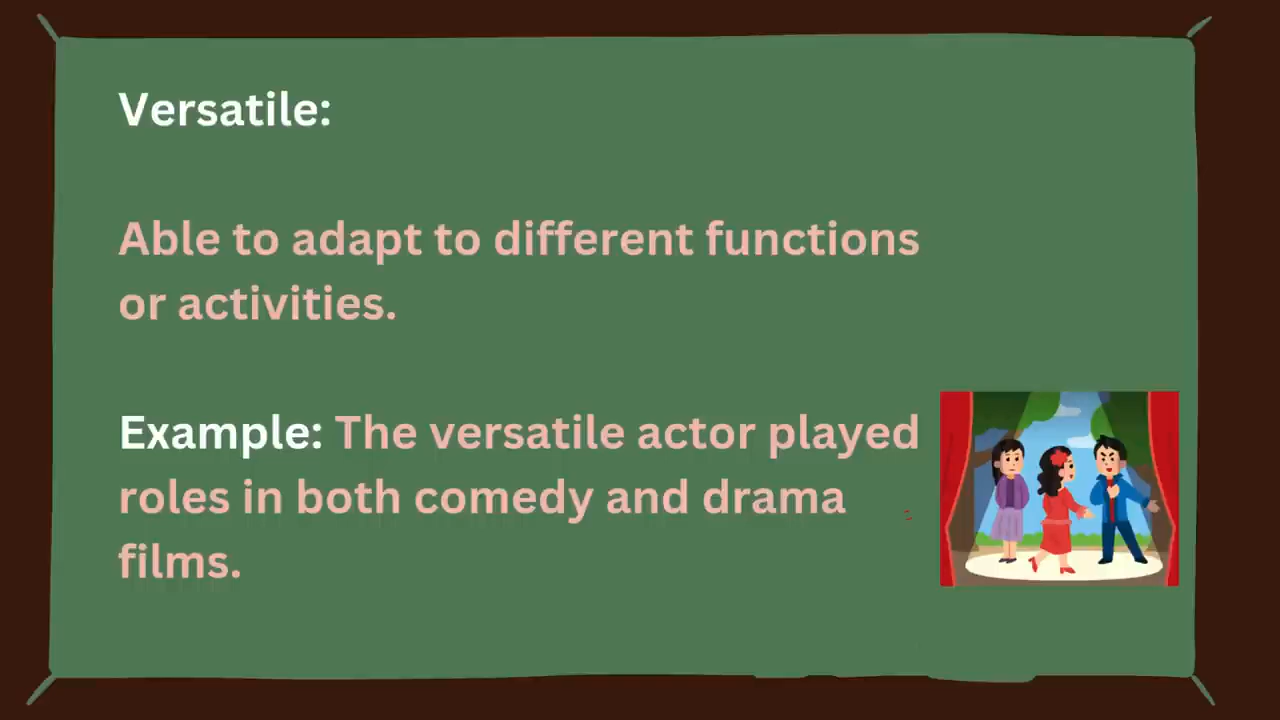 Versatile:
Able to adapt to different functions
or activities.
Example: The versatile actor played
roles in both comedy and drama
films.